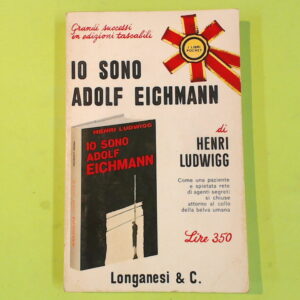 Grandi successi
in edizioni tascabili
I LIBRI
POCKET
IO SONO
ADOLF EICHMANN
di
HENRI
LUDWIGG
HENRI LUDWIGG
IO SONO
ADOLF
EICHMANN
Come una paziente
e spietata rete
di agenti segreti
si chiuse
attorno al collo
della belva umana
Lire 350
Longanesi & C.